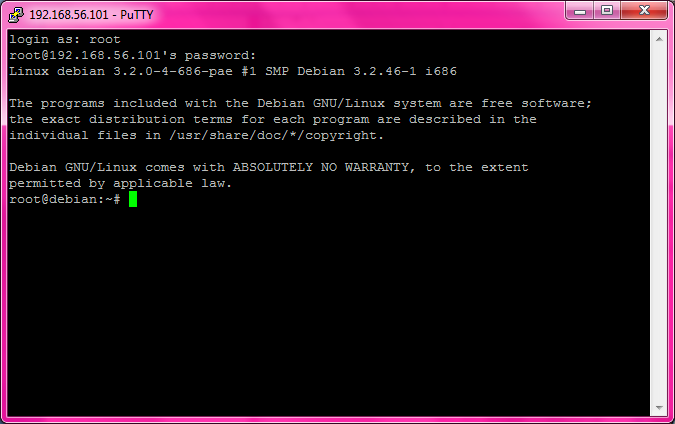 192.168.56.101 - PuTTY
login as: root
root@192.168.56.101's password:
Linux debian 3.2.0-4-686-pae #1 SMP Debian 3.2.46-1 i686

The programs included with the Debian GNU/Linux system are free software;
the exact distribution terms for each program are described in the
individual files in /usr/share/doc/*/copyright.

Debian GNU/Linux comes with ABSOLUTELY NO WARRANTY, to the extent
permitted by applicable law.
root@debian:~#